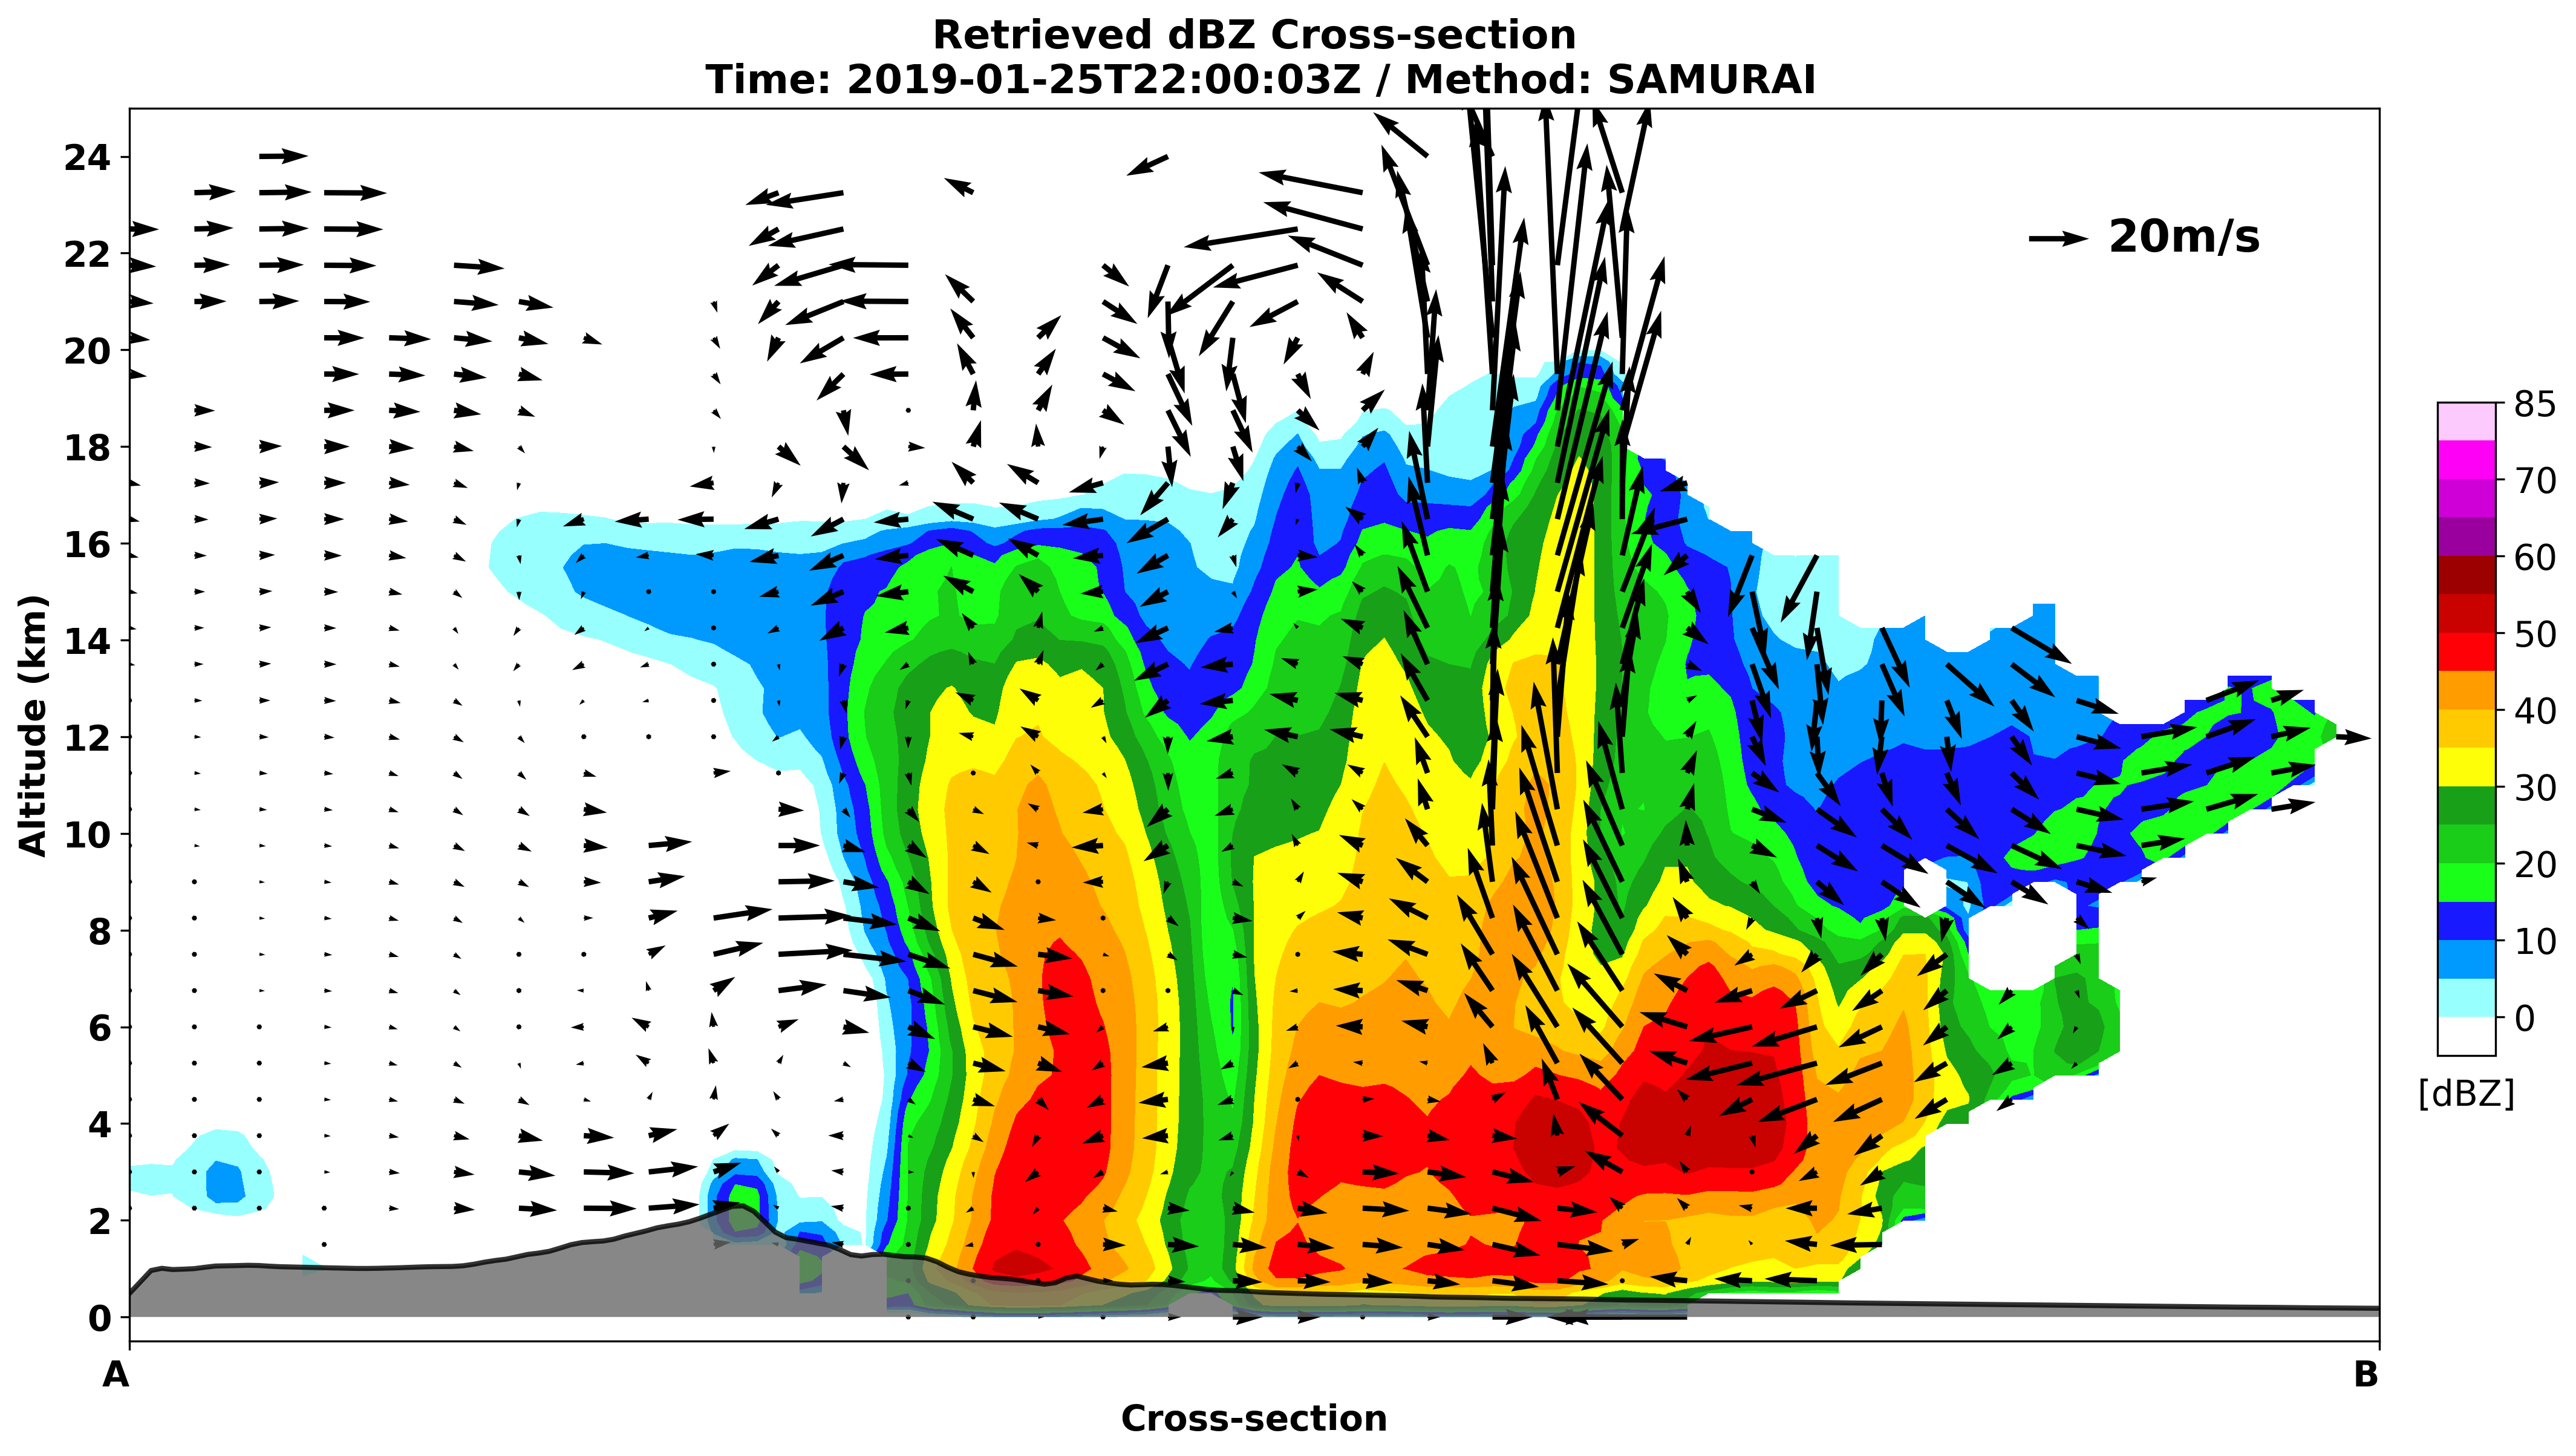 Retrieved dBZ Cross-section
Time: 2019-01-25T22:00:03Z / Method: SAMURAI
24
22
20
18
16
14
12
10
8
6
4
2
0
Altitude (km)
20m/s
85
70
60
50
40
30
20
10
0
[dBZ]
A
B
Cross-section